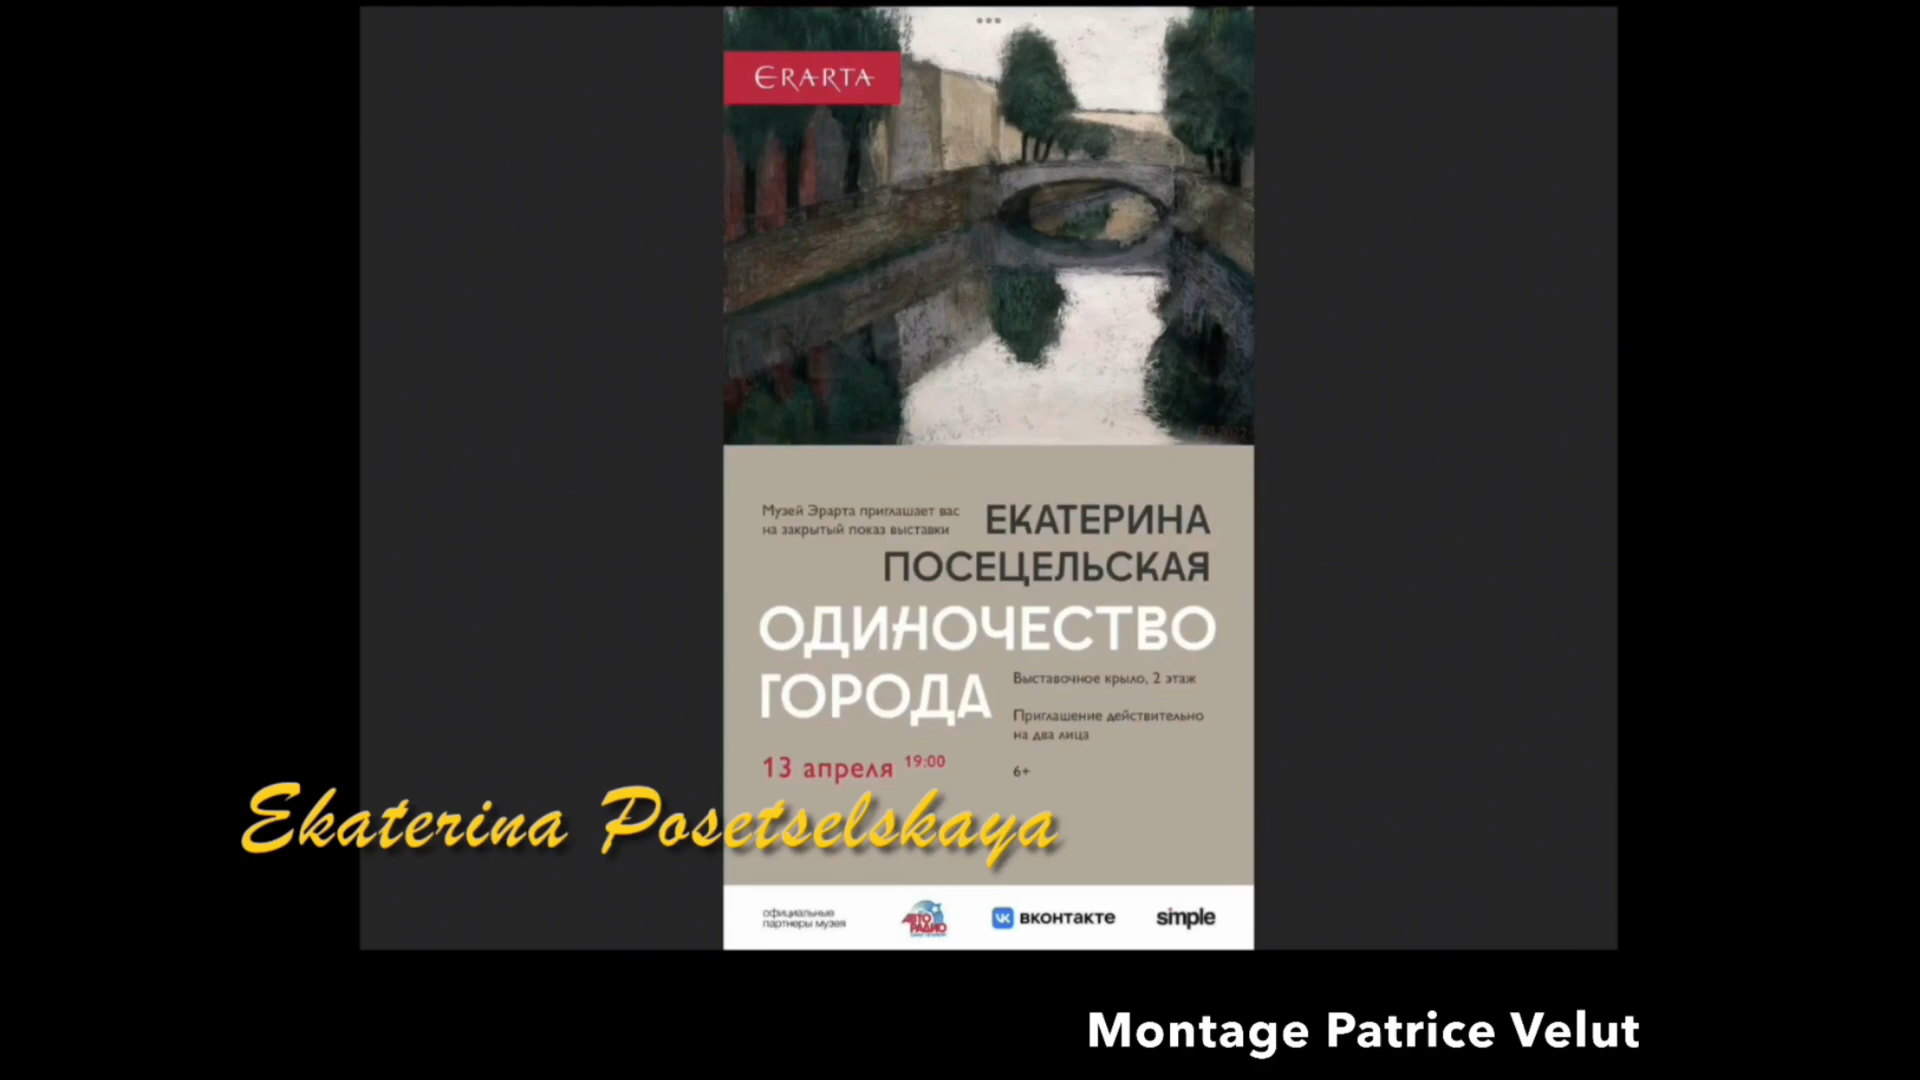 ERARTA
Музей Эрарта приглашает вас
на закрытый показ выставки
ЕКАТЕРИНА
ПОСЕЦЕЛЬСКАЯ
ОДИНОЧЕСТВО
ГОРОДА
Выставочное крыло, 2 этаж
Приглашение действительно
на два лица
13 апреля 19:00
6+
Ekaterina Posetselskaya
официальные
партнеры музея
АВТО
РАДИО
вконтакте
simple
Montage Patrice Velut